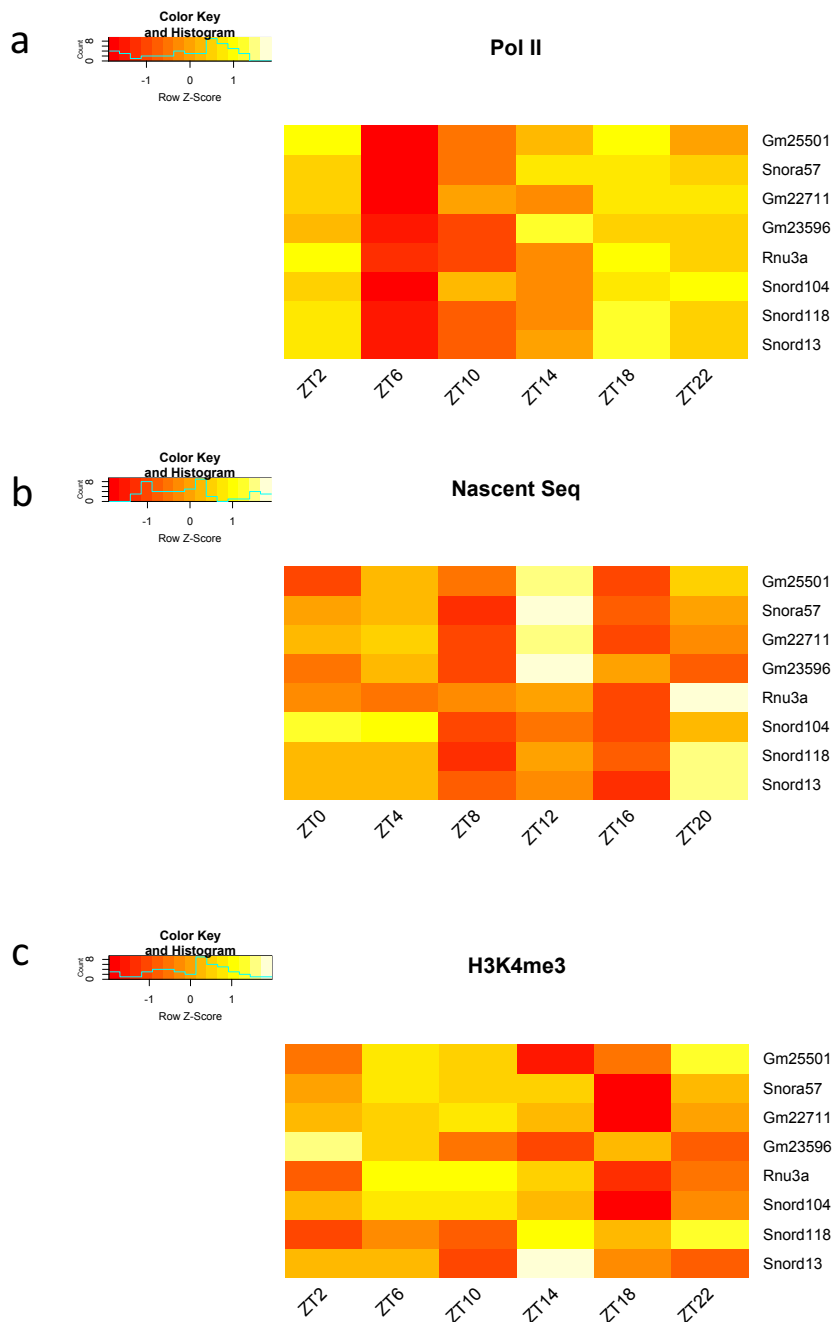 a
Color Key
and Histogram
Count
0
8
-1
0
1
Row Z-Score
Pol II
Gm25501
Snora57
Gm22711
Gm23596
Rnu3a
Snord104
Snord118
Snord13
ZT2
ZT6
ZT10
ZT14
ZT18
ZT22
b
Color Key
and Histogram
Count
0
8
-1
0
1
Row Z-Score
Nascent Seq
Gm25501
Snora57
Gm22711
Gm23596
Rnu3a
Snord104
Snord118
Snord13
ZT0
ZT4
ZT8
ZT12
ZT16
ZT20
c
Color Key
and Histogram
Count
0
8
-1
0
1
Row Z-Score
H3K4me3
Gm25501
Snora57
Gm22711
Gm23596
Rnu3a
Snord104
Snord118
Snord13
ZT2
ZT6
ZT10
ZT14
ZT18
ZT22